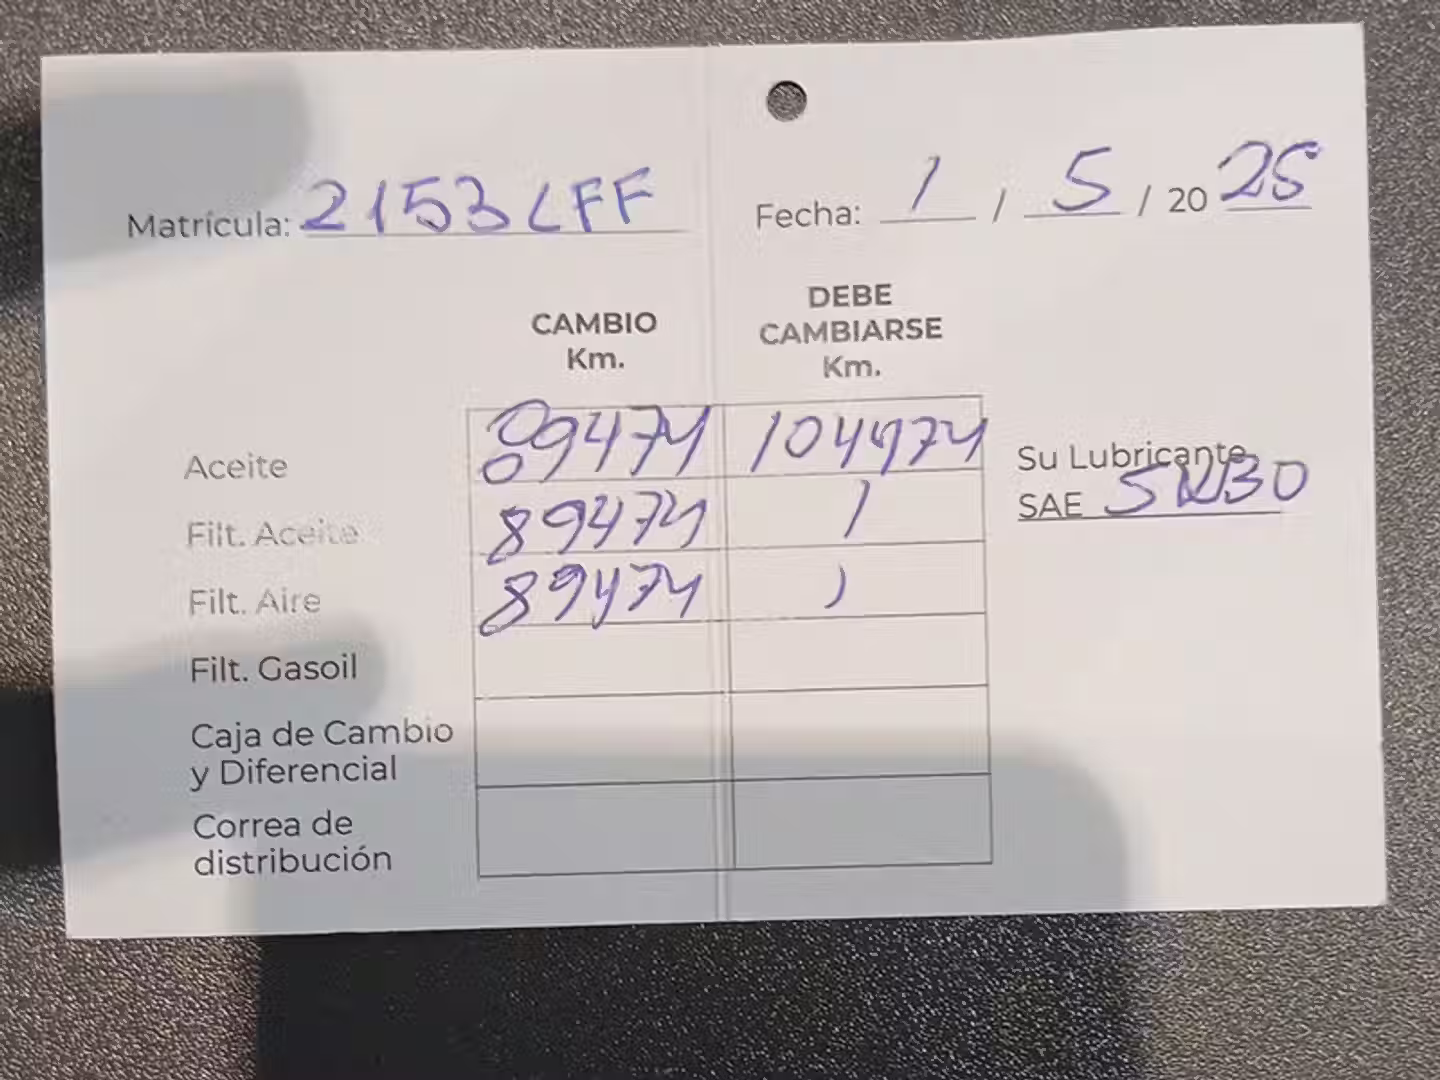 Matrícula: 2153LFF
Fecha: 1 / 5 / 2025
CAMBIO Km.
DEBE CAMBIARSE Km.
Aceite 89474 104474
Su Lubricante
SAE 5W30
Filt. Aceite 89474 /
Filt. Aire 89474 /
Filt. Gasoil
Caja de Cambio
y Diferencial
Correa de
distribución